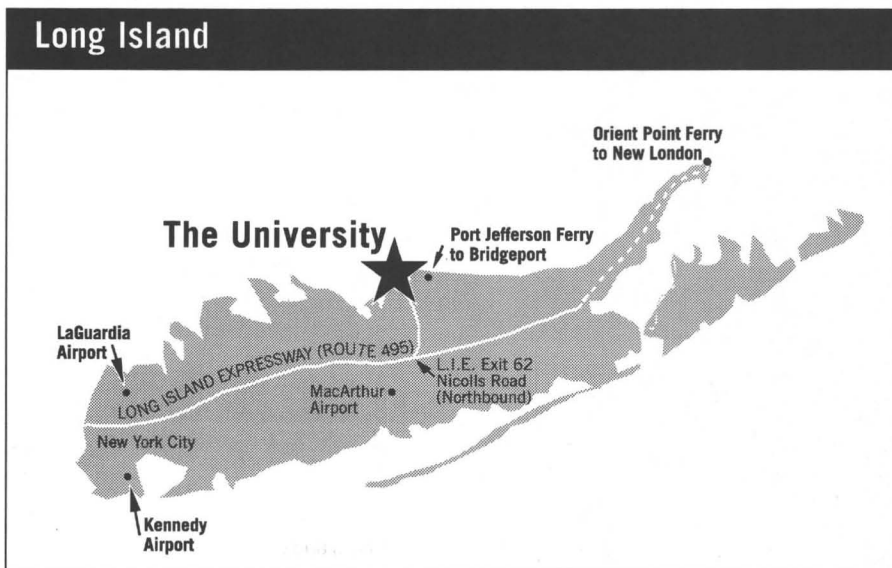 Long Island
Orient Point Ferry
to New London
The University
Port Jefferson Ferry
to Bridgeport
LaGuardia
Airport
LONG ISLAND EXPRESSWAY (ROUTE 495)
L.I.E. Exit 62
Nicolls Road
(Northbound)
MacArthur
Airport
New York City
Kennedy
Airport